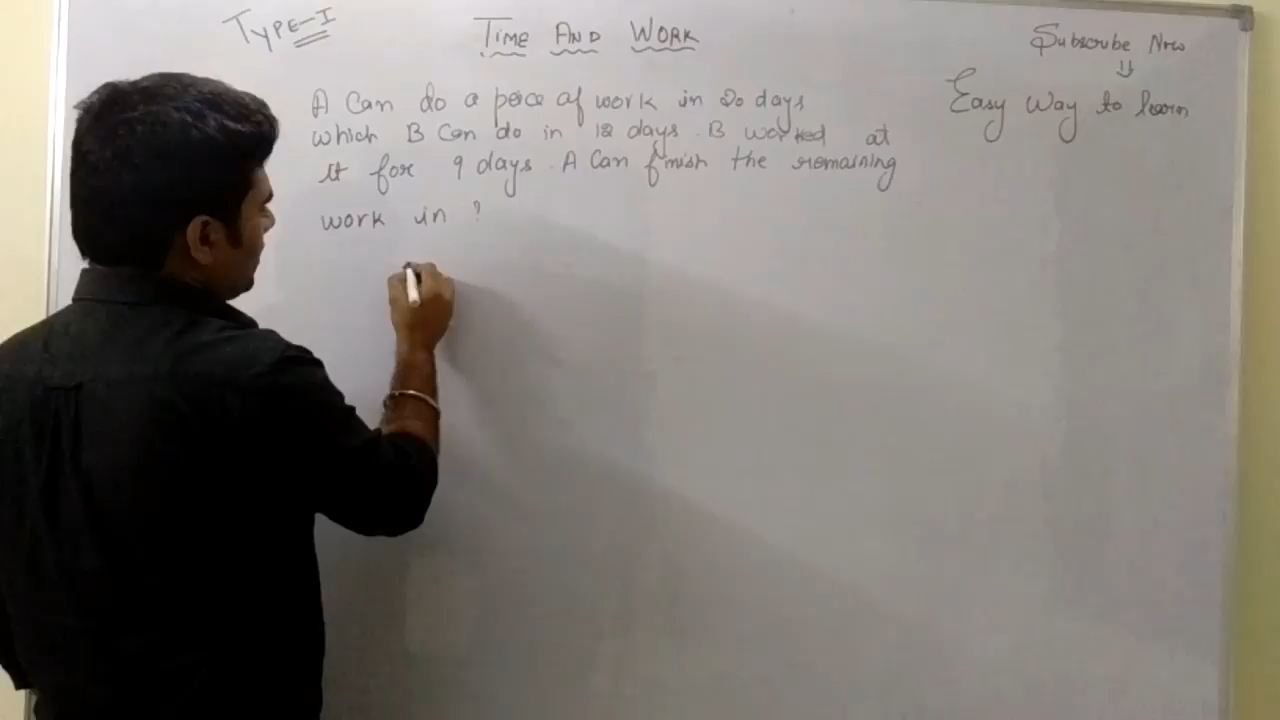 TYPE-I
TIME AND WORK
Subscribe Now
Easy way to learn
A Can do a peice of work in 20 days
which B Can do in 12 days. B worked at
it for 9 days. A Can finish the remaining
work in ?